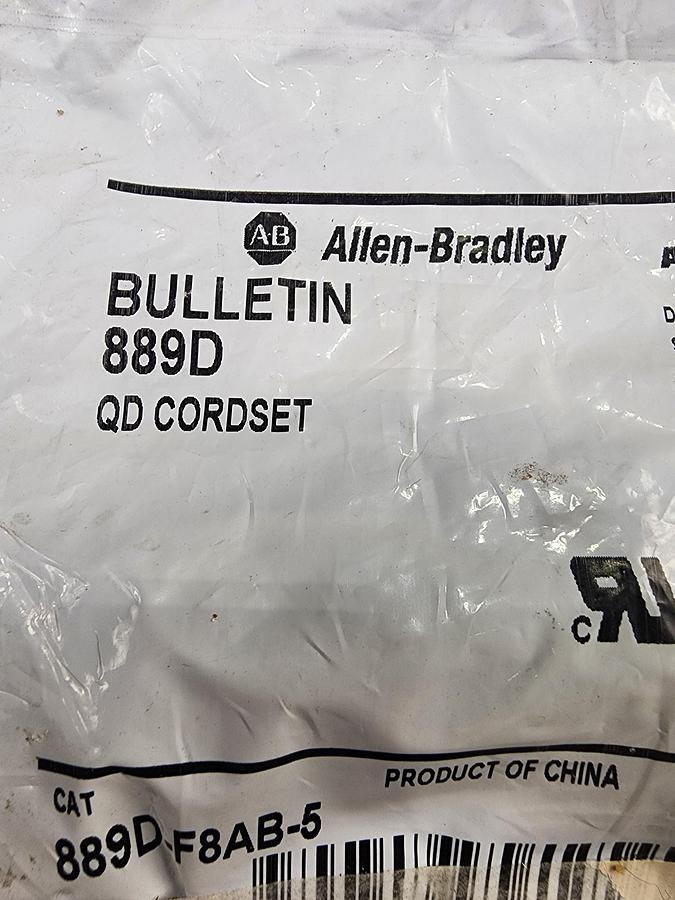 AB Allen-Bradley
BULLETIN
889D
QD CORDSET
PRODUCT OF CHINA
CAT
889D-F8AB-5